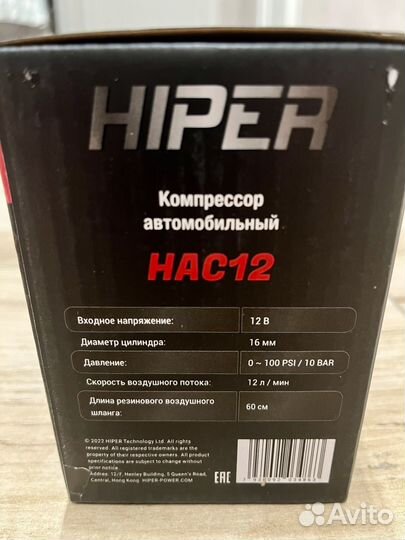 HIPER
Компрессор
автомобильный
HAC12
Входное напряжение: 12 В
Диаметр цилиндра: 16 мм
Давление: 0 ~ 100 PSI / 10 BAR
Скорость воздушного потока: 12 л / мин
Длина резинового воздушного шланга: 60 см
© 2022 HIPER Technology Ltd. All rights
reserved. All registered trademarks are the
property of their respective owners. All product
specifications are subject to change without
prior notice.
Addras: 12/F, Henley Building, 5 Queen's Road,
Central, Hong Kong HIPER-POWER.COM
EAC
Avito